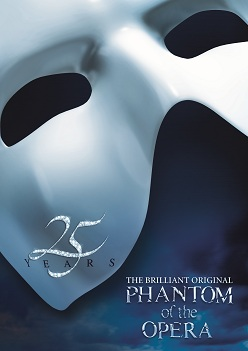 25
YEARS
THE BRILLIANT ORIGINAL
PHANTOM
of the
OPERA